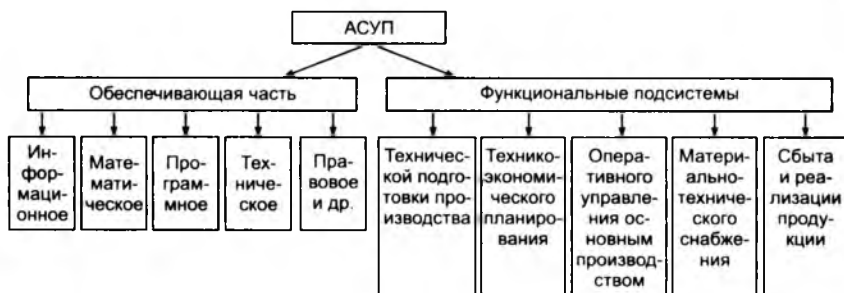 АСУП
Обеспечивающая часть
Функциональные подсистемы
Ин-
фор-
маци-
онное
Мате-
мати-
ческое
Про-
грам-
мное
Тех-
ниче-
ское
Пра-
вовое
и др.
Техничес-
кой подго-
товки про-
изводства
Технико-
экономи-
ческого
планиро-
вания
Опера-
тивного
управле-
ния ос-
новным
производ-
ством
Матери-
ально-
техничес-
кого
снабже-
ния
Сбыта
и реа-
лизации
продук-
ции